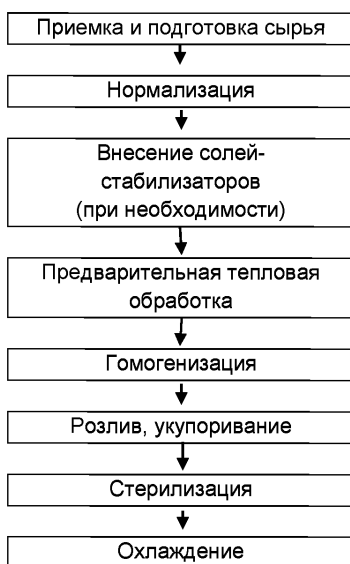 Приемка и подготовка сырья
Нормализация
Внесение солей-
стабилизаторов
(при необходимости)
Предварительная тепловая
обработка
Гомогенизация
Розлив, укупоривание
Стерилизация
Охлаждение